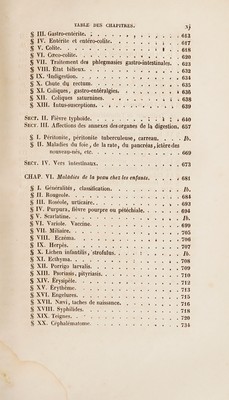 TABLE DES CHAPITRES. xj
§ III. Gastro-entérite. . . . 613
§ IV. Entérite et entéro-colite. . . . 617
§ V. Colite. . . . 618
§ VI. Cœco-colite. . . . 620
§ VII. Traitement des phlegmasies gastro-intestinales. 623
§ VIII. État bilieux. . . . 632
§ IX. Indigestion. . . . 634
§ X. Chute du rectum. . . . 635
§ XI. Coliques, gastro-entéralgies. . . . 636
§ XII. Coliques saturnines. . . . 638
§ XIII. Intus-susceptions. . . . 639
SECT. II. Fièvre typhoïde. . . . 640
SECT. III. Affections des annexes des organes de la digestion. 657
§ I. Péritonite, péritonite tuberculeuse, carreau. . . . Ib.
§ II. Maladies du foie, de la rate, du pancréas, ictère des
nouveau-nés, etc. . . . 669
SECT. IV. Vers intestinaux. . . . 673
CHAP. VI. Maladies de la peau chez les enfants. . . . 681
§ I. Généralités, classification. . . . Ib.
§ II. Rougeole. . . . 684
§ III. Roséole, urticaire. . . . 693
§ IV. Purpura, fièvre pourpre ou pétéchiale. . . . 694
§ V. Scarlatine. . . . Ib.
§ VI. Variole. Vaccine. . . . 699
§ VII. Miliaire. . . . 705
§ VIII. Eczéma. . . . 706
§ IX. Herpès. . . . 707
§ X. Lichen infantilis, strofulus. . . . Ib.
§ XI. Ecthyma. . . . 708
§ XII. Porrigo larvalis. . . . 709
§ XIII. Psoriasis, pityriasis. . . . 710
§ XIV. Érysipèle. . . . 712
§ XV. Erythème. . . . 713
§ XVI. Engelures. . . . 715
§ XVII. Nævi, taches de naissance. . . . 716
§ XVIII. Syphilides. . . . 718
§ XIX. Teignes. . . . 720
§ XX. Céphalématome. . . . 734